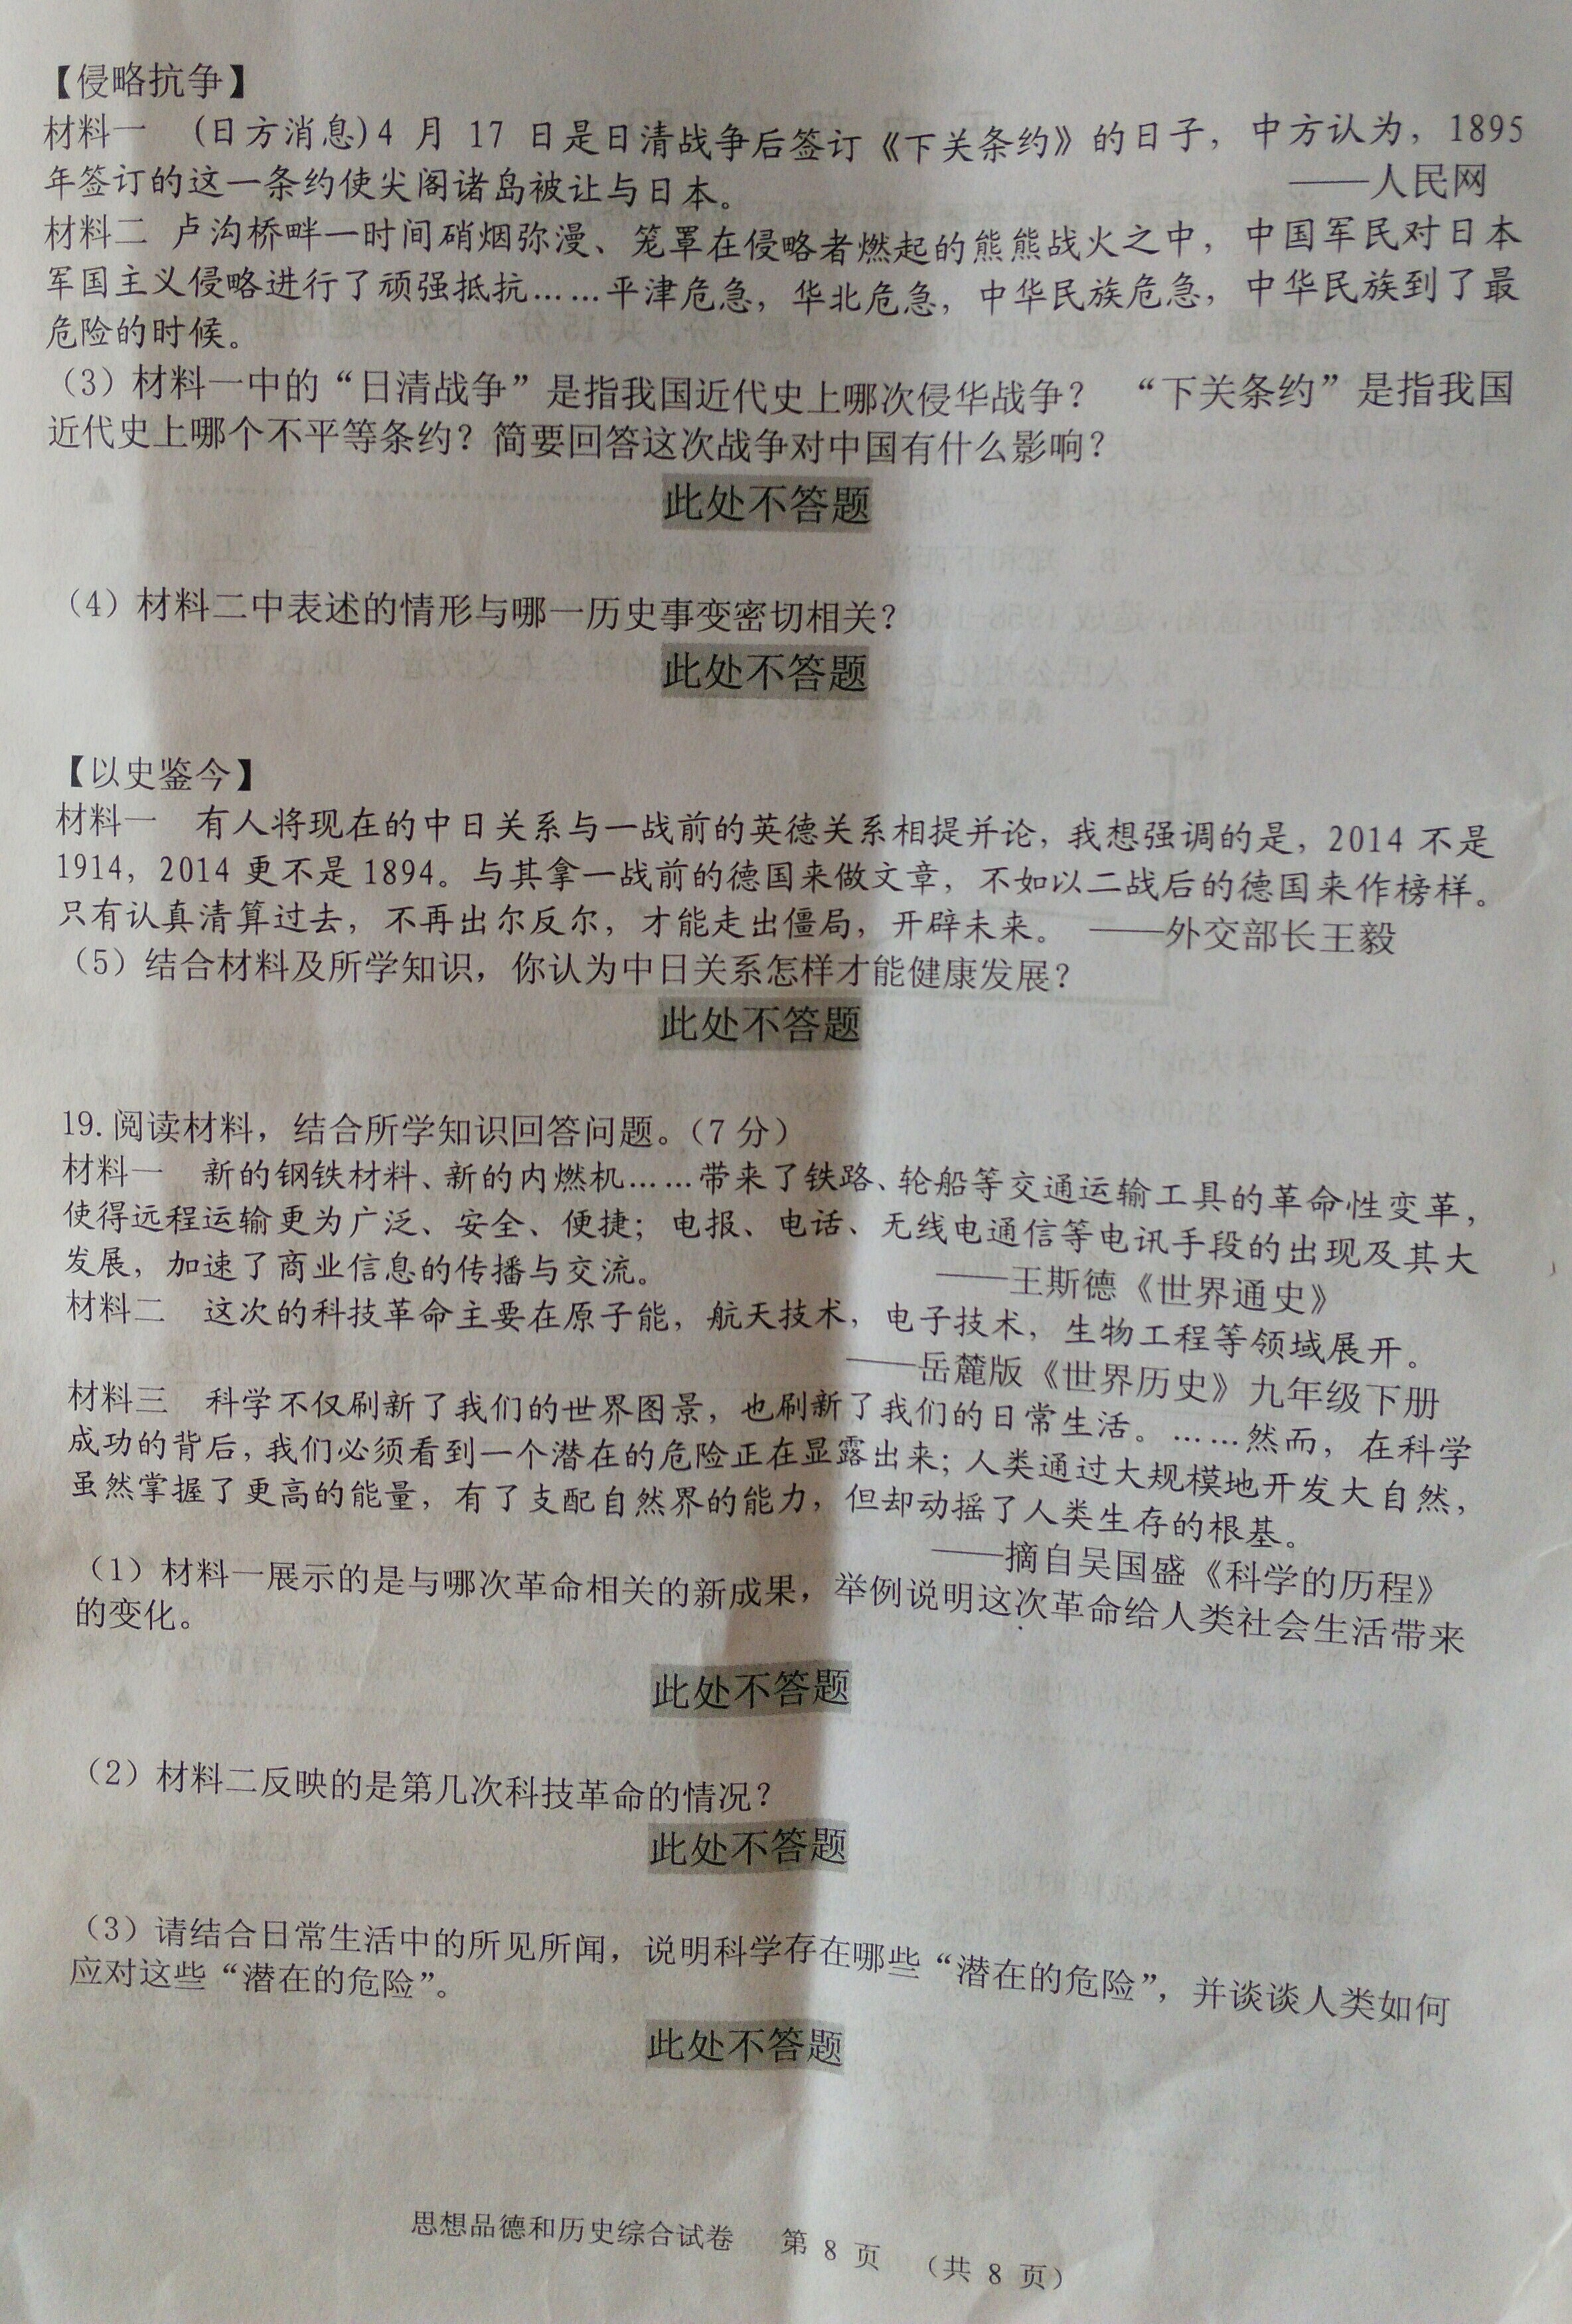 【侵略抗争】
材料一 (日方消息)4 月 17 日是日清战争后签订《下关条约》的日子，中方认为，1895
年签订的这一条约使尖阁诸岛被让与日本。 ——人民网
材料二 卢沟桥畔一时间硝烟弥漫、笼罩在侵略者燃起的熊熊战火之中，中国军民对日本
军国主义侵略进行了顽强抵抗……平津危急，华北危急，中华民族危急，中华民族到了最
危险的时候。
（3）材料一中的“日清战争”是指我国近代史上哪次侵华战争？ “下关条约”是指我国
近代史上哪个不平等条约？简要回答这次战争对中国有什么影响？
此处不答题
（4）材料二中表述的情形与哪一历史事变密切相关？
此处不答题
【以史鉴今】
材料一 有人将现在的中日关系与一战前的英德关系相提并论，我想强调的是，2014 不是
1914，2014 更不是 1894。与其拿一战前的德国来做文章，不如以二战后的德国来作榜样。
只有认真清算过去，不再出尔反尔，才能走出僵局，开辟未来。 ——外交部长王毅
（5）结合材料及所学知识，你认为中日关系怎样才能健康发展？
此处不答题
19. 阅读材料，结合所学知识回答问题。（7 分）
材料一 新的钢铁材料、新的内燃机……带来了铁路、轮船等交通运输工具的革命性变革，
使得远程运输更为广泛、安全、便捷；电报、电话、无线电通信等电讯手段的出现及其大
发展，加速了商业信息的传播与交流。 ——王斯德《世界通史》
材料二 这次的科技革命主要在原子能，航天技术，电子技术，生物工程等领域展开。
——岳麓版《世界历史》九年级下册
材料三 科学不仅刷新了我们的世界图景，也刷新了我们的日常生活。……然而，在科学
成功的背后，我们必须看到一个潜在的危险正在显露出来；人类通过大规模地开发大自然，
虽然掌握了更高的能量，有了支配自然界的能力，但却动摇了人类生存的根基。
——摘自吴国盛《科学的历程》
（1）材料一展示的是与哪次革命相关的新成果，举例说明这次革命给人类社会生活带来
的变化。
此处不答题
（2）材料二反映的是第几次科技革命的情况？
此处不答题
（3）请结合日常生活中的所见所闻，说明科学存在哪些“潜在的危险”，并谈谈人类如何
应对这些“潜在的危险”。
此处不答题
思想品德和历史综合试卷 第 8 页 （共 8 页）